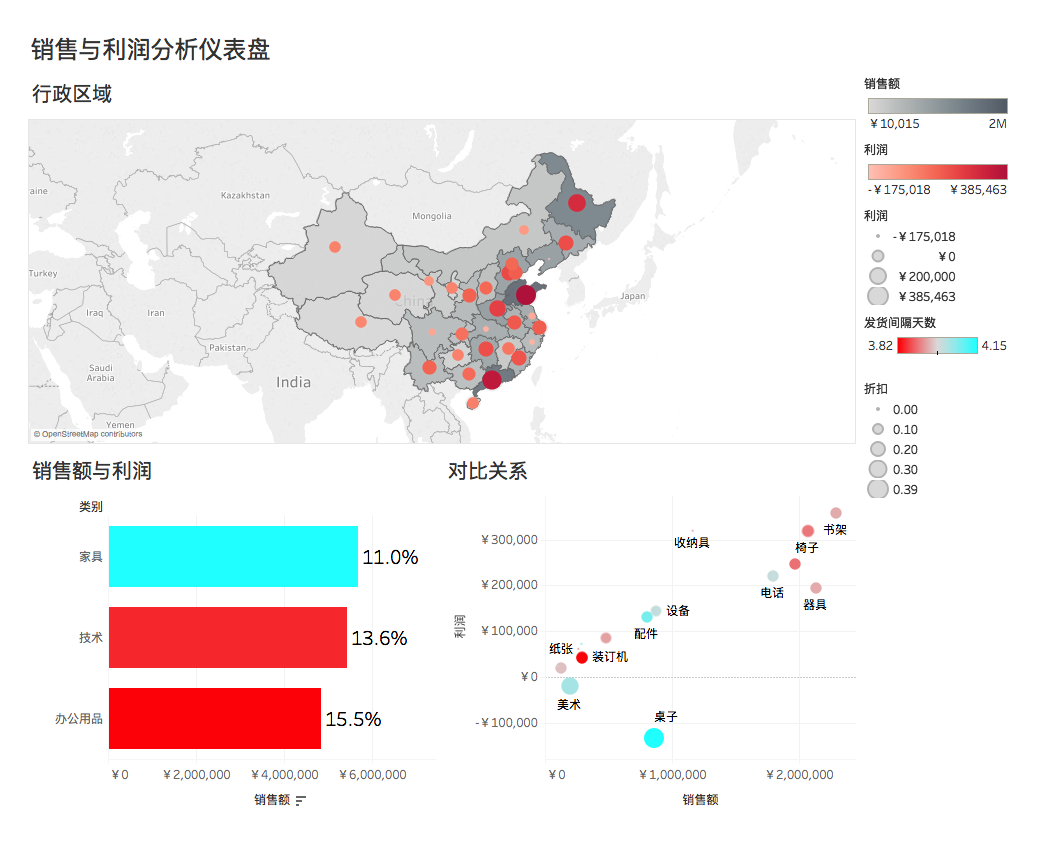 销售与利润分析仪表盘
行政区域
销售额
¥10,015 2M
利润
-¥175,018 ¥385,463
利润
-¥175,018
¥0
¥200,000
¥385,463
发货间隔天数
3.82 4.15
折扣
0.00
0.10
0.20
0.30
0.39
Kazakhstan
Mongolia
aine
Turkey
Iraq
Iran
China
Japan
Pakistan
Saudi
Arabia
India
Yemen
© OpenStreetMap contributors
销售额与利润
类别
家具 11.0%
技术 13.6%
办公用品 15.5%
¥0 ¥2,000,000 ¥4,000,000 ¥6,000,000
销售额
对比关系
利润
¥300,000
¥200,000
¥100,000
¥0
-¥100,000
书架
收纳具
椅子
电话
器具
设备
配件
纸张
装订机
美术
桌子
¥0 ¥1,000,000 ¥2,000,000
销售额